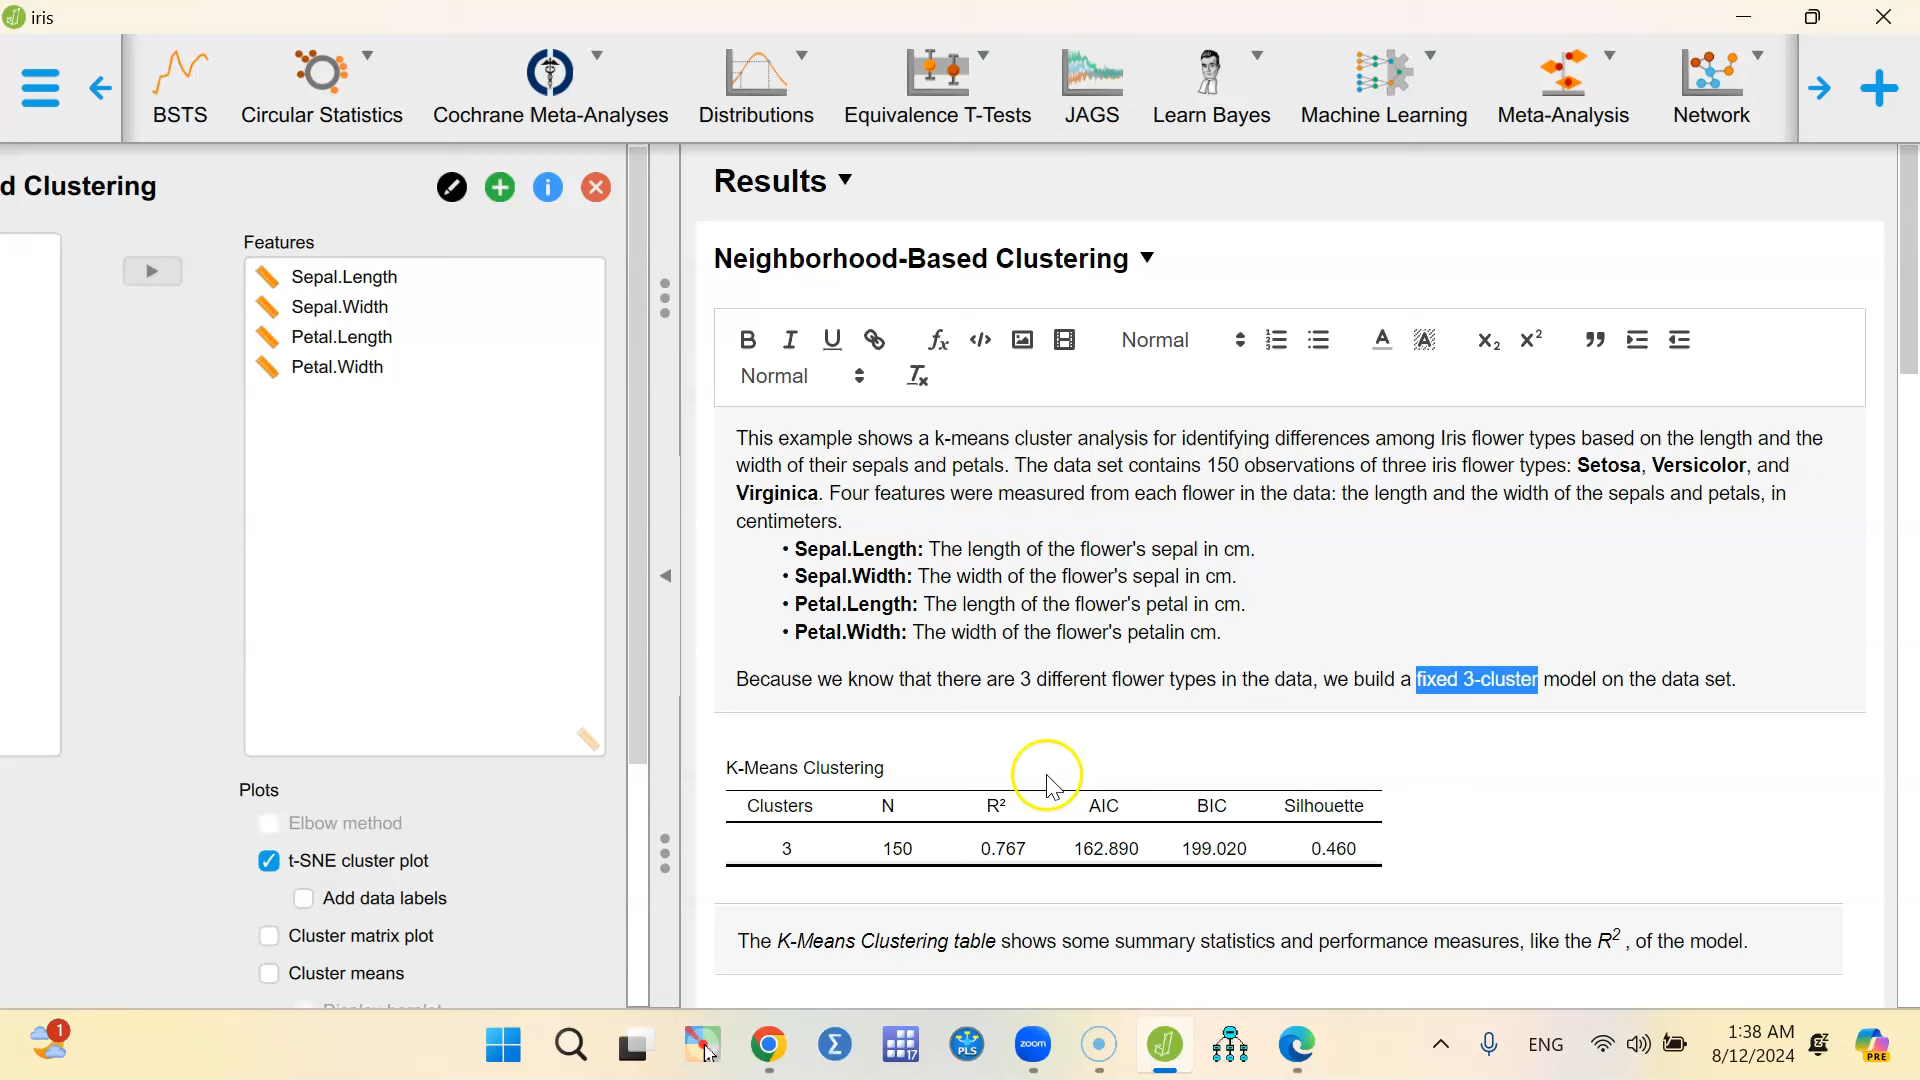 iris
BSTS
Circular Statistics
Cochrane Meta-Analyses
Distributions
Equivalence T-Tests
JAGS
Learn Bayes
Machine Learning
Meta-Analysis
Network
d Clustering
Features
Sepal.Length
Sepal.Width
Petal.Length
Petal.Width
Plots
Elbow method
t-SNE cluster plot
Add data labels
Cluster matrix plot
Cluster means
Results
Neighborhood-Based Clustering
Normal
Normal
This example shows a k-means cluster analysis for identifying differences among Iris flower types based on the length and the
width of their sepals and petals. The data set contains 150 observations of three iris flower types: Setosa, Versicolor, and
Virginica. Four features were measured from each flower in the data: the length and the width of the sepals and petals, in
centimeters.
• Sepal.Length: The length of the flower's sepal in cm.
• Sepal.Width: The width of the flower's sepal in cm.
• Petal.Length: The length of the flower's petal in cm.
• Petal.Width: The width of the flower's petalin cm.
Because we know that there are 3 different flower types in the data, we build a fixed 3-cluster model on the data set.
K-Means Clustering
Clusters N R² AIC BIC Silhouette
3 150 0.767 162.890 199.020 0.460
The K-Means Clustering table shows some summary statistics and performance measures, like the R², of the model.
1
17
PLS
zoom
ENG
1:38 AM
8/12/2024
PRE